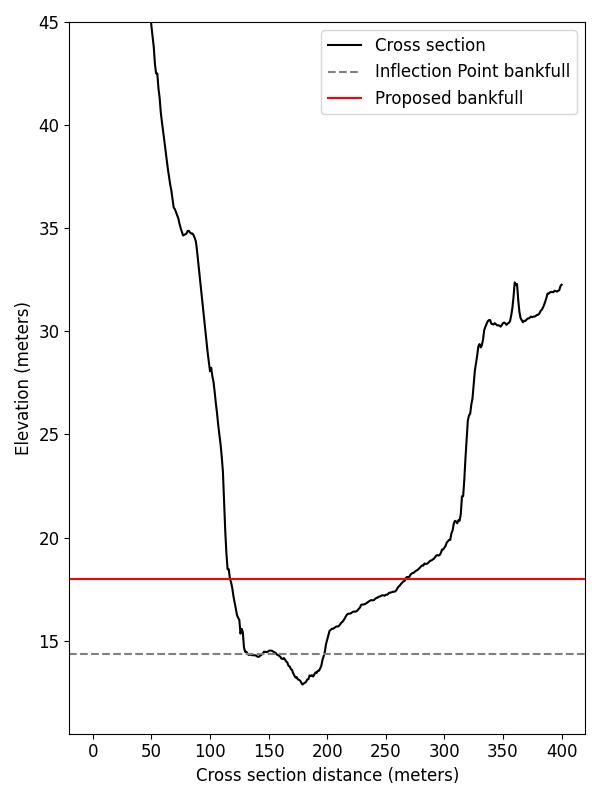 Cross section
Inflection Point bankfull
Proposed bankfull
45
40
35
30
25
20
15
Elevation (meters)
0 50 100 150 200 250 300 350 400
Cross section distance (meters)